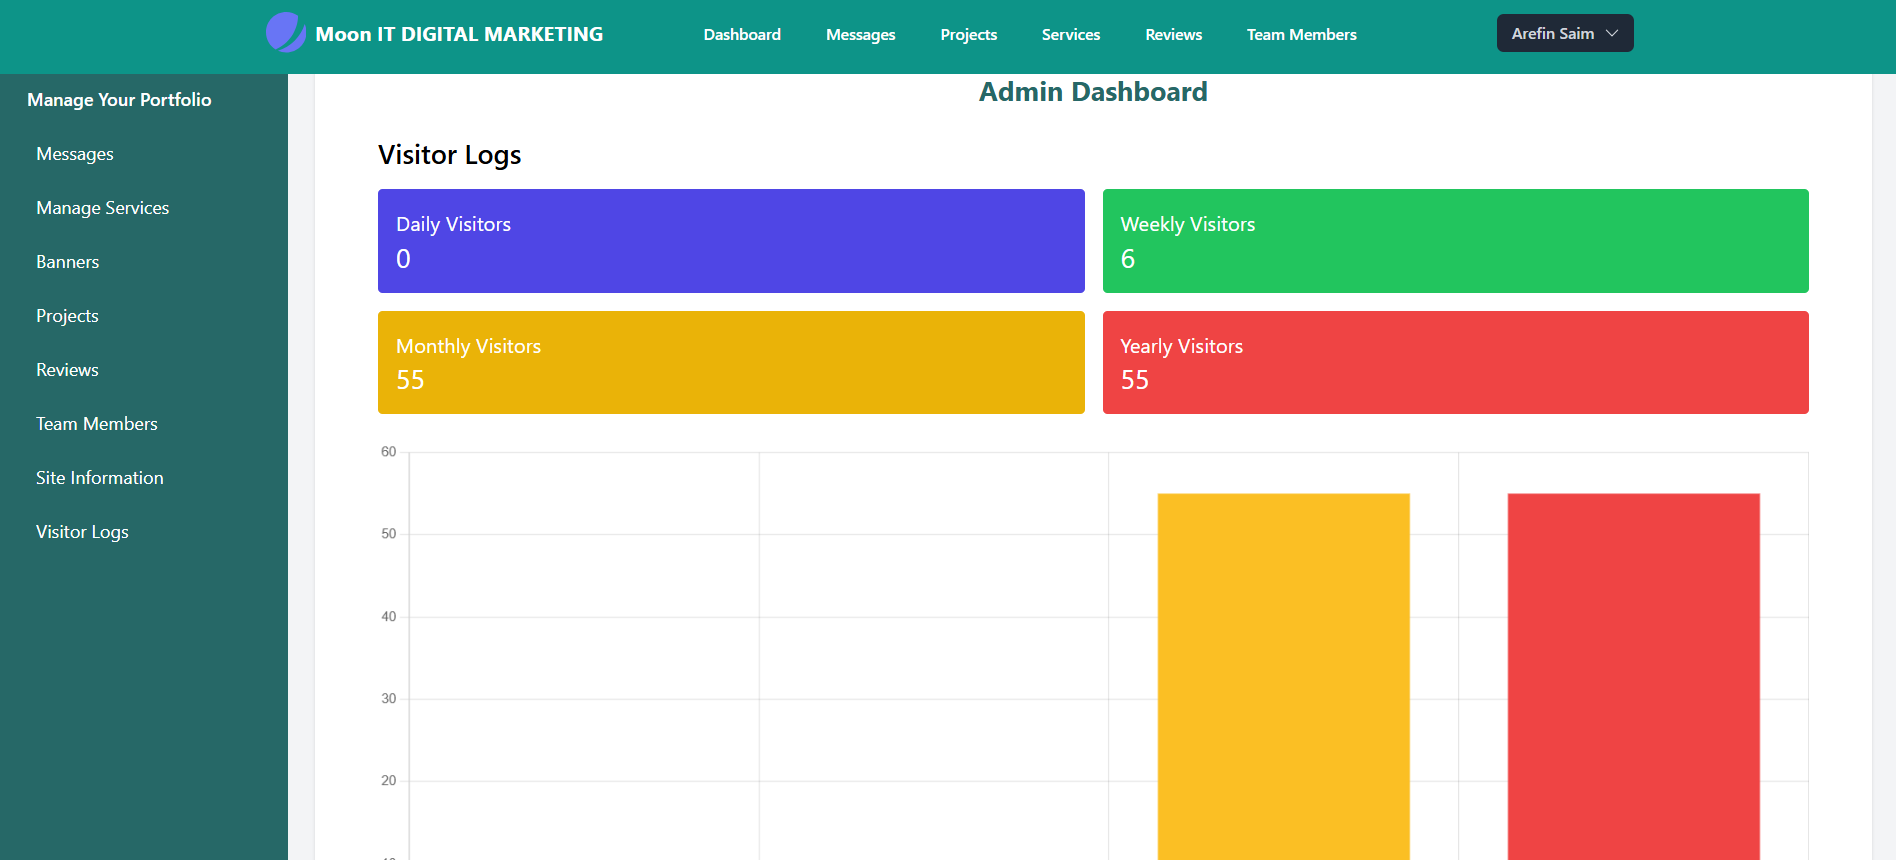 Moon IT DIGITAL MARKETING
Dashboard
Messages
Projects
Services
Reviews
Team Members
Arefin Saim
Manage Your Portfolio
Messages
Manage Services
Banners
Projects
Reviews
Team Members
Site Information
Visitor Logs
Admin Dashboard
Visitor Logs
Daily Visitors
0
Weekly Visitors
6
Monthly Visitors
55
Yearly Visitors
55
60
50
40
30
20